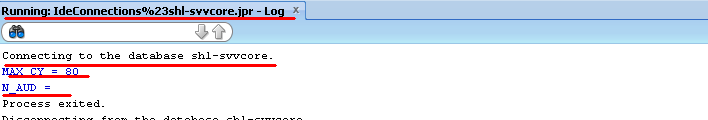 Running: IdeConnections%23shl-svvcore.jpr - Log
Connecting to the database shl-svvcore.
MAX_CY = 80
N_AUD =
Process exited.
Disconnecting from the database shl-svvcore.